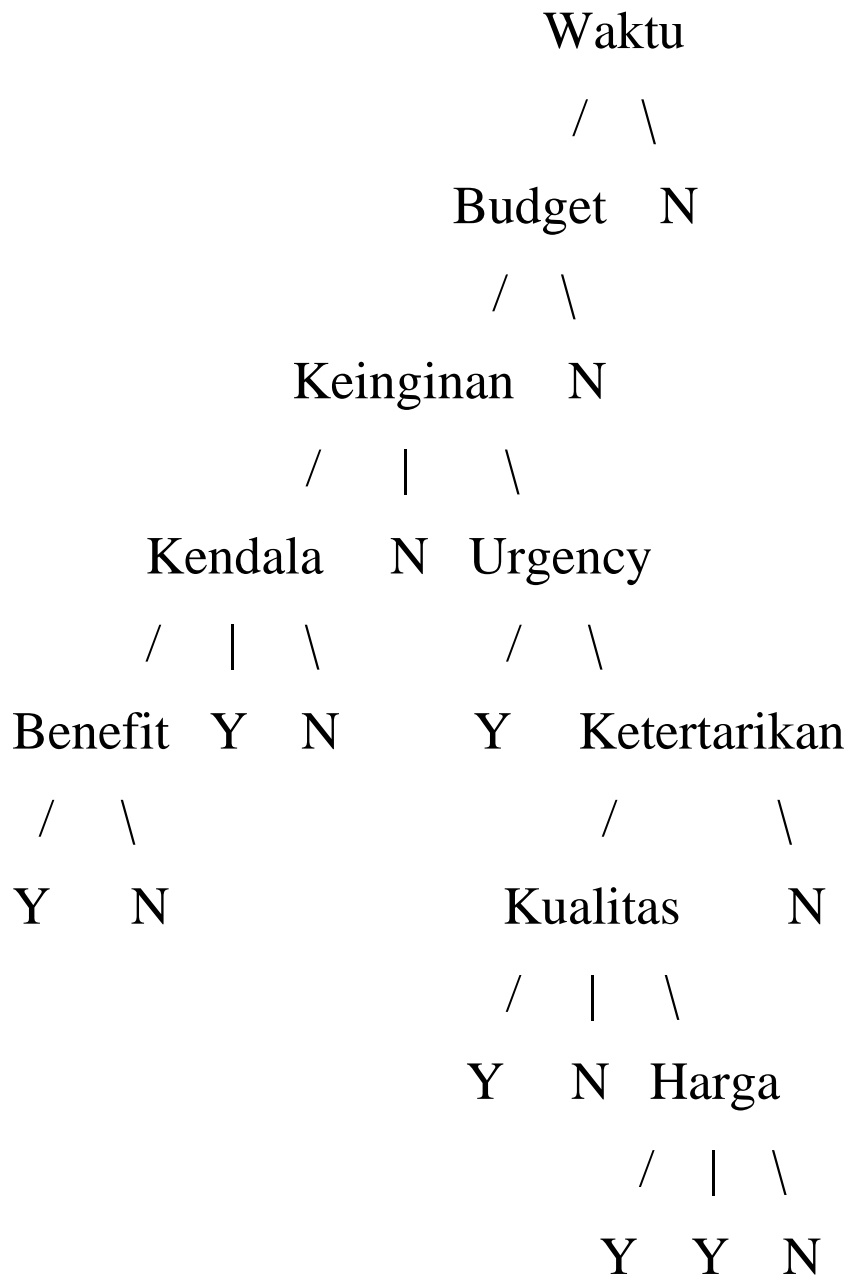 Waktu
/ \
Budget N
/ \
Keinginan N
/ | \
Kendala N Urgency
/ | \ / \
Benefit Y N Y Ketertarikan
/ \ / \
Y N Kualitas N
/ | \
Y N Harga
/ | \
Y Y N